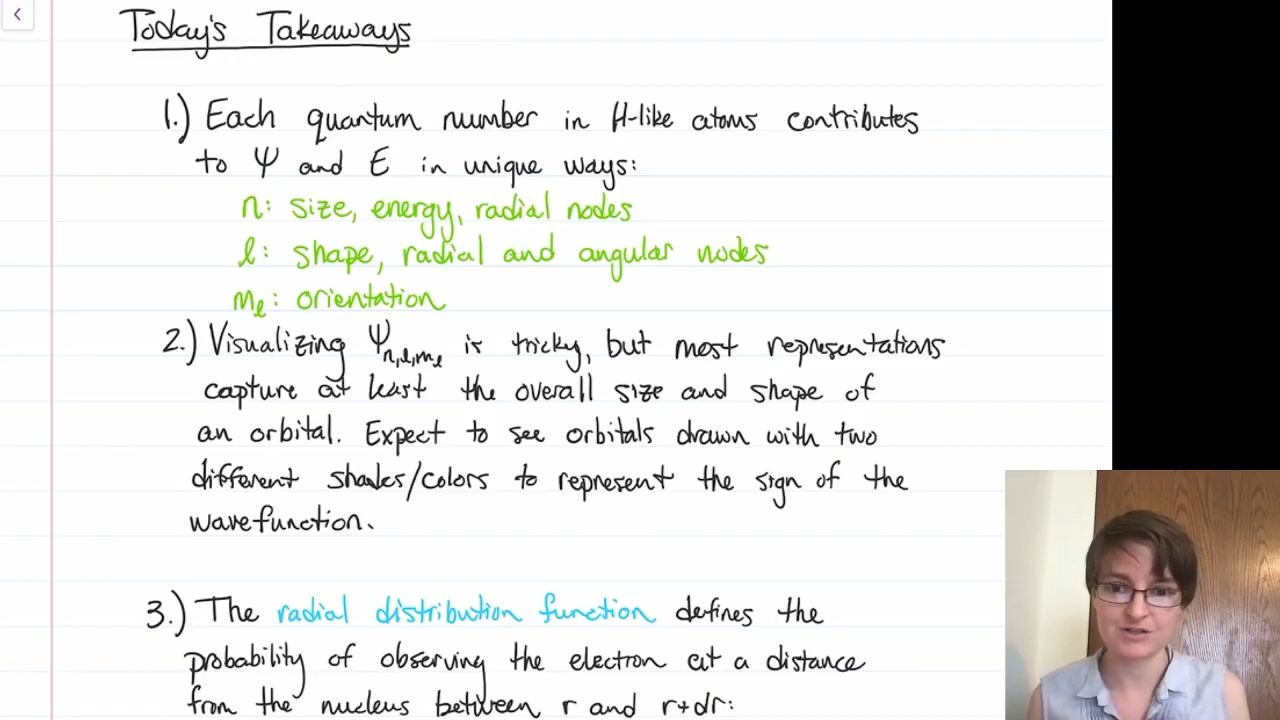 Today's Takeaways
1.) Each quantum number in H-like atoms contributes
to Ψ and E in unique ways:
n: size, energy, radial nodes
l: shape, radial and angular nodes
mₗ: orientation
2.) Visualizing Ψn,l,mₗ is tricky, but most representations
capture at least the overall size and shape of
an orbital. Expect to see orbitals drawn with two
different shades/colors to represent the sign of the
wavefunction.
3.) The radial distribution function defines the
probability of observing the electron at a distance
from the nucleus between r and r+dr: